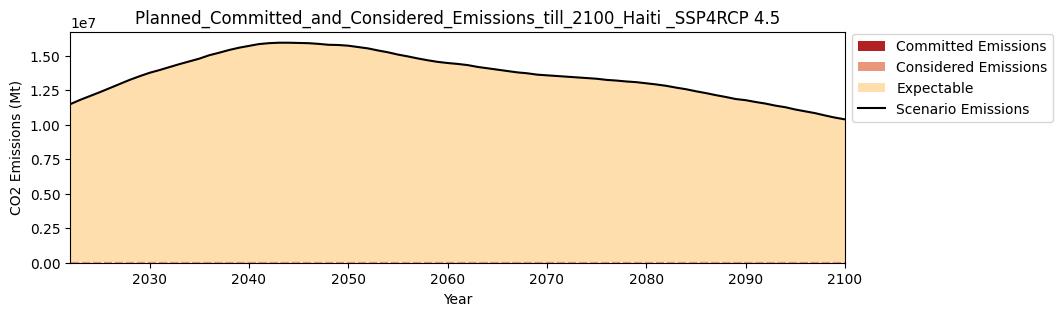 Planned_Committed_and_Considered_Emissions_till_2100_Haiti _SSP4RCP 4.5
1e7
1.50
1.25
1.00
0.75
0.50
0.25
0.00
CO2 Emissions (Mt)
2030 2040 2050 2060 2070 2080 2090 2100
Year
Committed Emissions
Considered Emissions
Expectable
Scenario Emissions